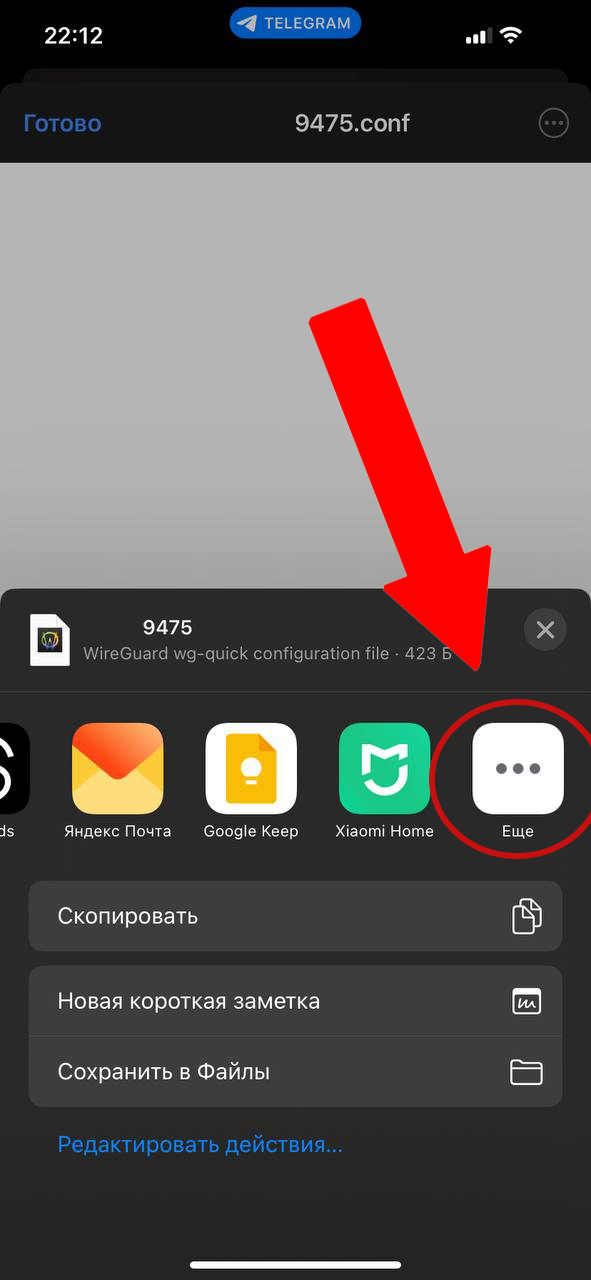 22:12
TELEGRAM
Готово
9475.conf
9475
WireGuard wg-quick configuration file · 423 Б
ds
Яндекс Почта
Google Keep
Xiaomi Home
Еще
Скопировать
Новая короткая заметка
Сохранить в Файлы
Редактировать действия...